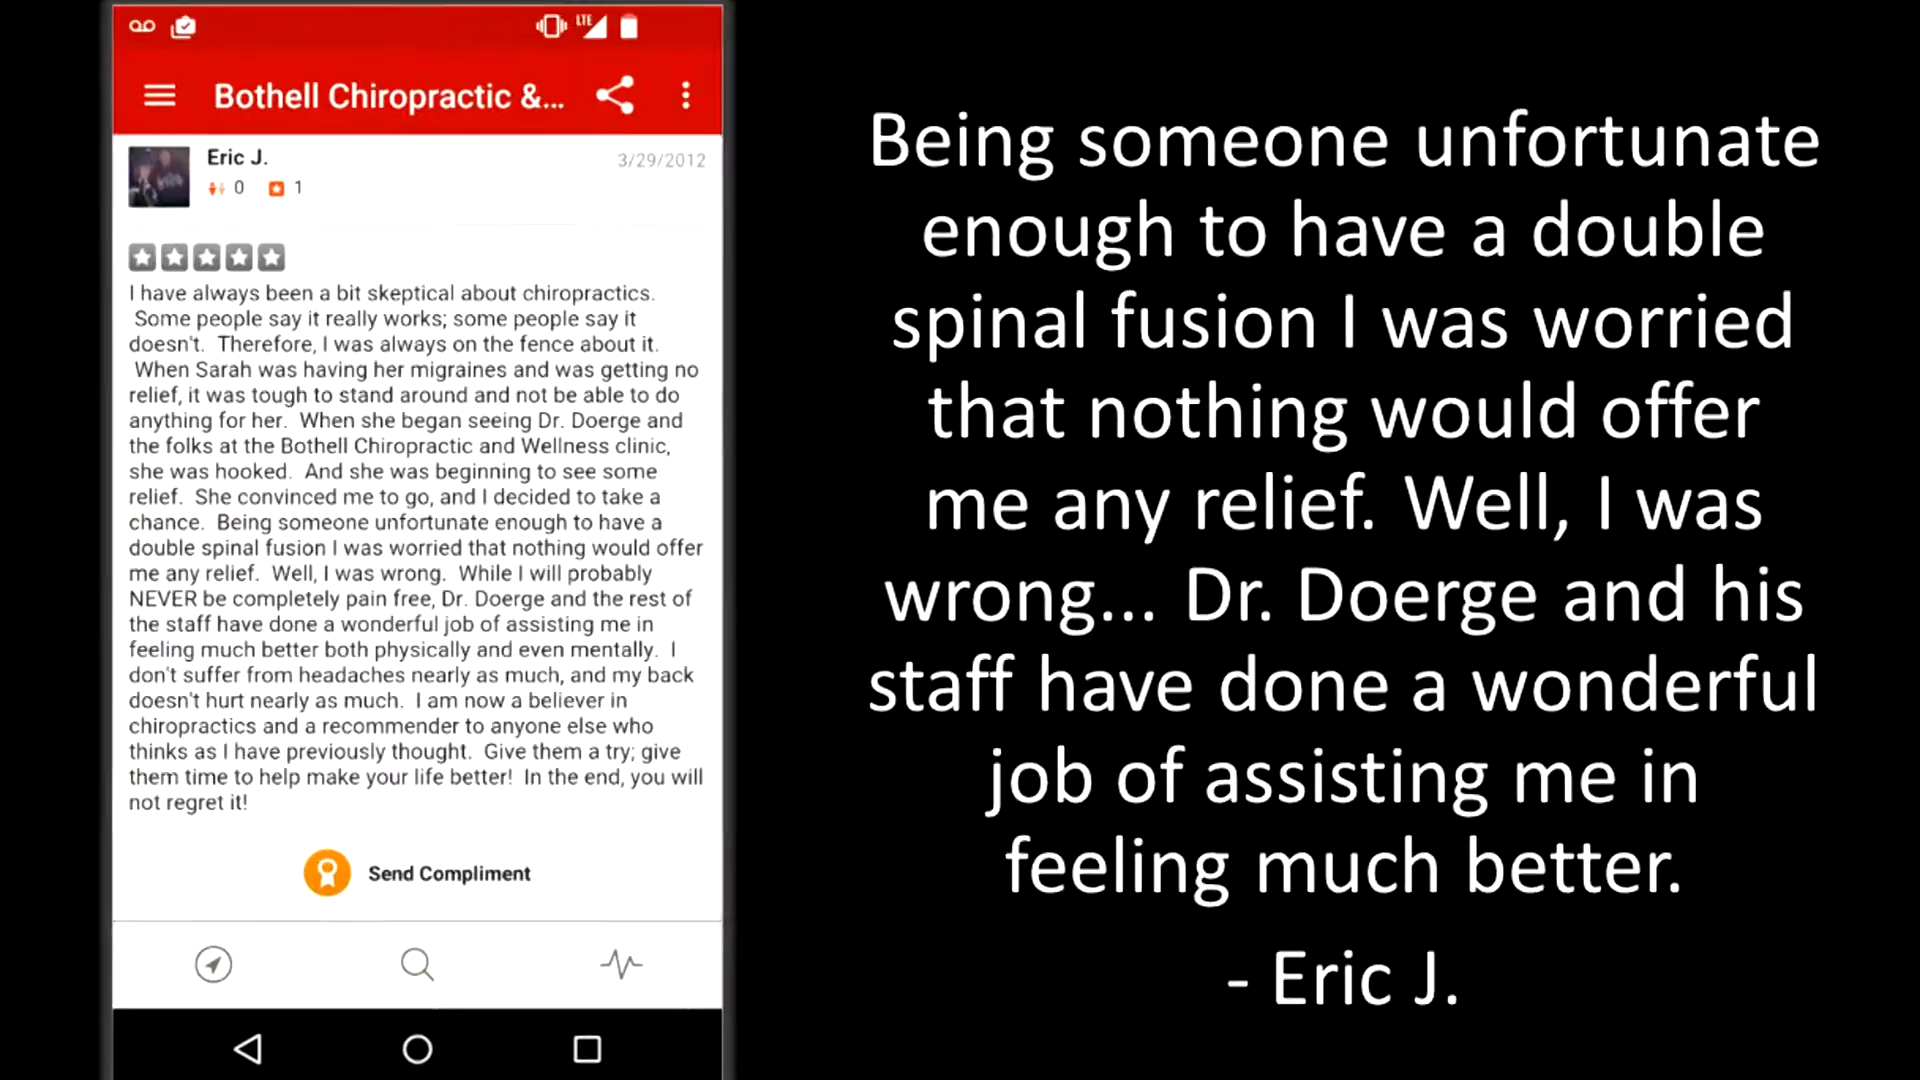 LTE
Bothell Chiropractic &...
Eric J.
3/29/2012
0 1
I have always been a bit skeptical about chiropractics.
Some people say it really works; some people say it
doesn't. Therefore, I was always on the fence about it.
When Sarah was having her migraines and was getting no
relief, it was tough to stand around and not be able to do
anything for her. When she began seeing Dr. Doerge and
the folks at the Bothell Chiropractic and Wellness clinic,
she was hooked. And she was beginning to see some
relief. She convinced me to go, and I decided to take a
chance. Being someone unfortunate enough to have a
double spinal fusion I was worried that nothing would offer
me any relief. Well, I was wrong. While I will probably
NEVER be completely pain free, Dr. Doerge and the rest of
the staff have done a wonderful job of assisting me in
feeling much better both physically and even mentally. I
don't suffer from headaches nearly as much, and my back
doesn't hurt nearly as much. I am now a believer in
chiropractics and a recommender to anyone else who
thinks as I have previously thought. Give them a try; give
them time to help make your life better! In the end, you will
not regret it!
Send Compliment
Being someone unfortunate
enough to have a double
spinal fusion I was worried
that nothing would offer
me any relief. Well, I was
wrong... Dr. Doerge and his
staff have done a wonderful
job of assisting me in
feeling much better.
- Eric J.